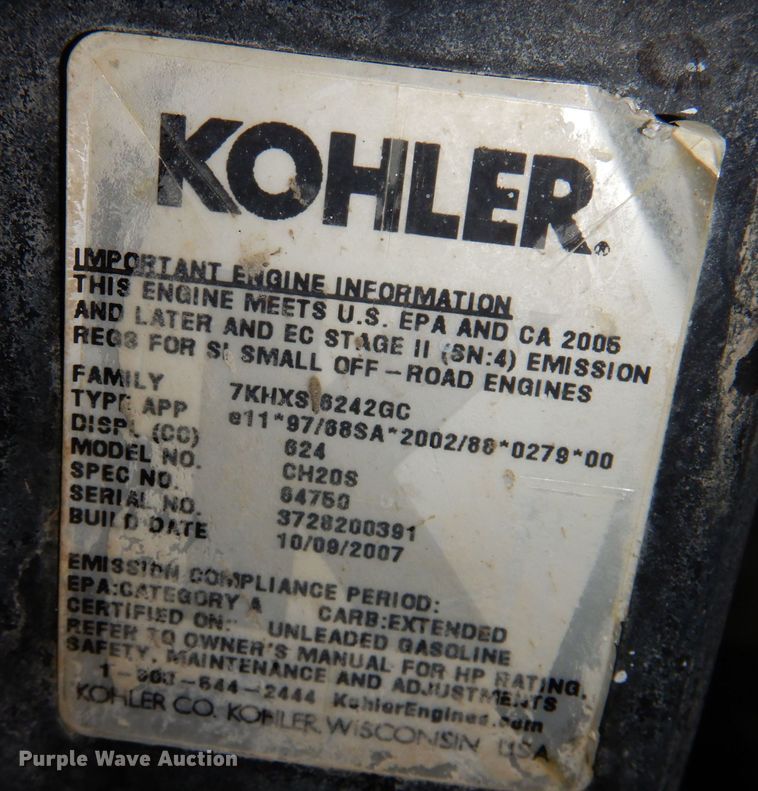 KOHLER.
IMPORTANT ENGINE INFORMATION
THIS ENGINE MEETS U.S. EPA AND CA 2005
AND LATER AND EC STAGE II (SN:4) EMISSION
REGS FOR SI SMALL OFF-ROAD ENGINES
FAMILY 7KHXS.6242GC
TYPE APP e11*97/68SA*2002/88*0279*00
DISPL (CC) 624
MODEL NO. CH20S
SPEC NO. 64750
SERIAL NO. 3728200391
BUILD DATE 10/09/2007
EMISSION COMPLIANCE PERIOD:
EPA:CATEGORY A CARB:EXTENDED
CERTIFIED ON: UNLEADED GASOLINE
REFER TO OWNER'S MANUAL FOR HP RATING,
SAFETY, MAINTENANCE AND ADJUSTMENTS
1-800-544-2444 KohlerEngines.com
KOHLER CO. KOHLER, WISCONSIN USA
Purple Wave Auction